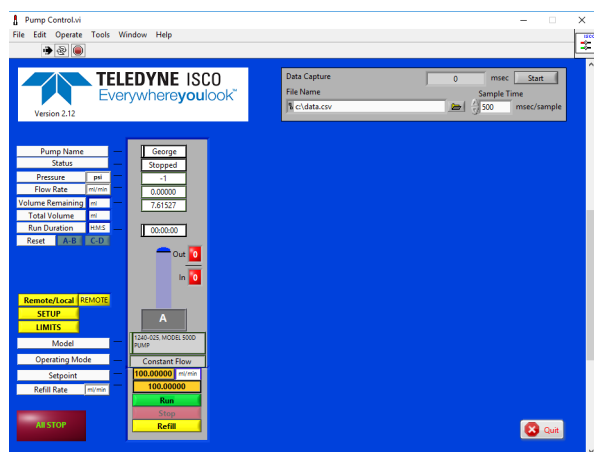 Pump Control.vi
File Edit Operate Tools Window Help
TELEDYNE ISCO
Everywhereyoulook™
Version 2.12
Data Capture
0 msec Start
File Name
Sample Time
c:\data.csv
500 msec/sample
Pump Name George
Status Stopped
Pressure psi -1
Flow Rate ml/min 0.00000
Volume Remaining ml 7.61527
Total Volume ml
Run Duration H:M:S 00:00:00
Reset A-B C-D
Out 0
In 0
Remote/Local REMOTE
SETUP
LIMITS
A
Model 1240-025, MODEL 500D
PUMP
Operating Mode Constant Flow
Setpoint 100.00000 ml/min
Refill Rate ml/min 100.00000
Run
Stop
Refill
All STOP
Quit